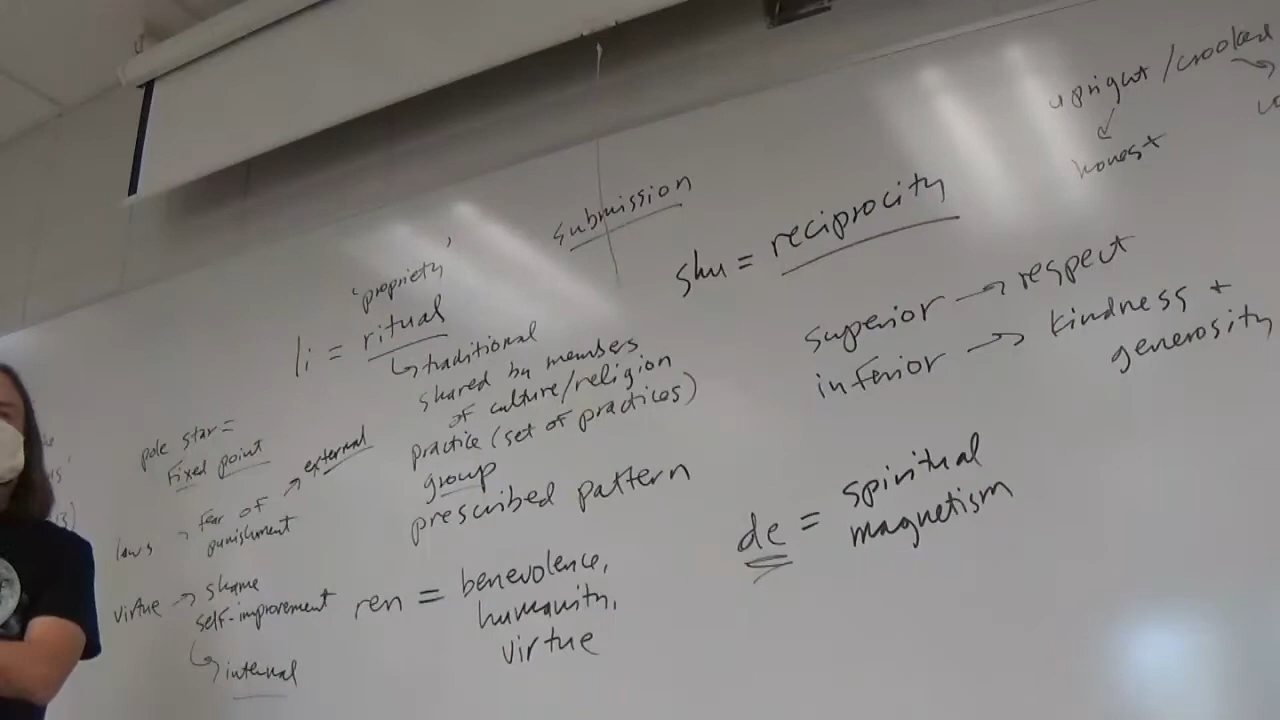 upright / crooked
honest
submission
shu = reciprocity
superior → respect
inferior → kindness +
generosity
'propriety'
li = ritual
↳ traditional
shared by members
of culture/religion
practice (set of practices)
group
prescribed pattern
pole star =
fixed point
laws → fear of → external
punishment
virtue → shame
self-improvement
↳ internal
ren = benevolence,
humanity,
virtue
de = spiritual
magnetism